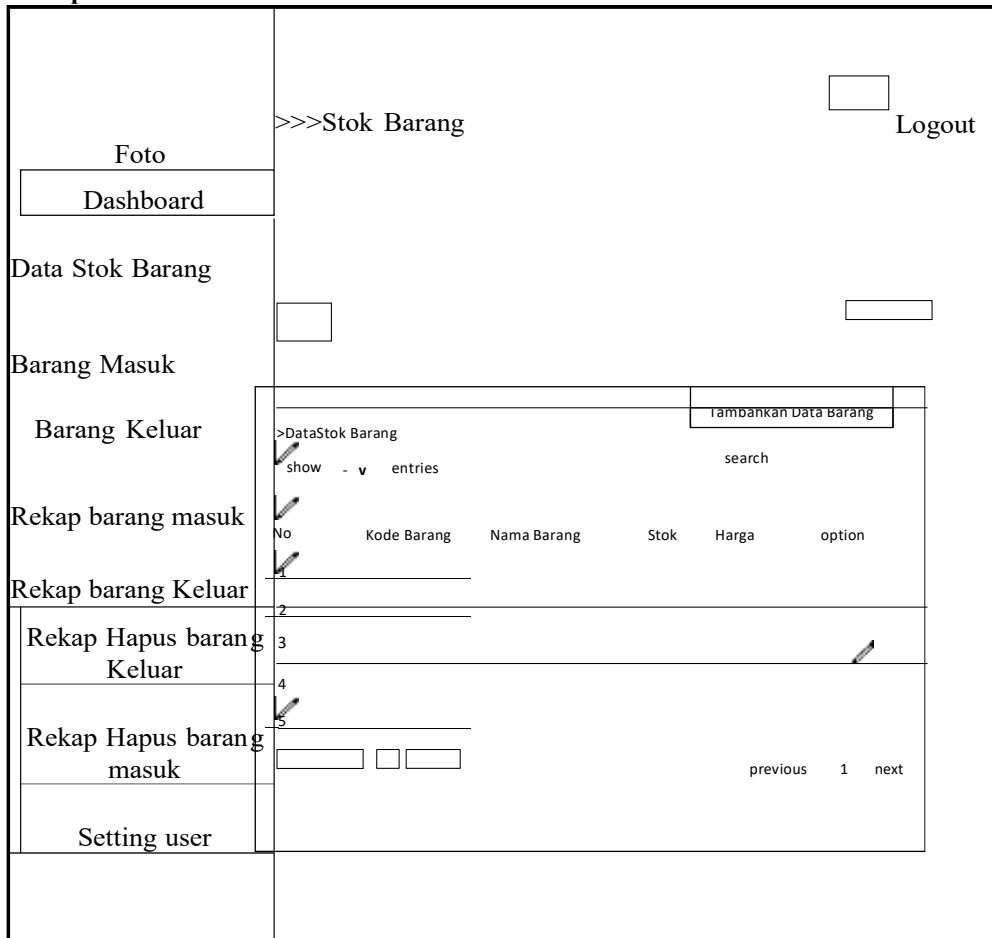 >>>Stok Barang
Logout
Foto
Dashboard
Data Stok Barang
Barang Masuk
Barang Keluar
Rekap barang masuk
Rekap barang Keluar
Rekap Hapus barang
Keluar
Rekap Hapus barang
masuk
Setting user
Tambahkan Data Barang
>DataStok Barang
show - v entries
search
No Kode Barang Nama Barang Stok Harga option
1
2
3
4
5
previous 1 next